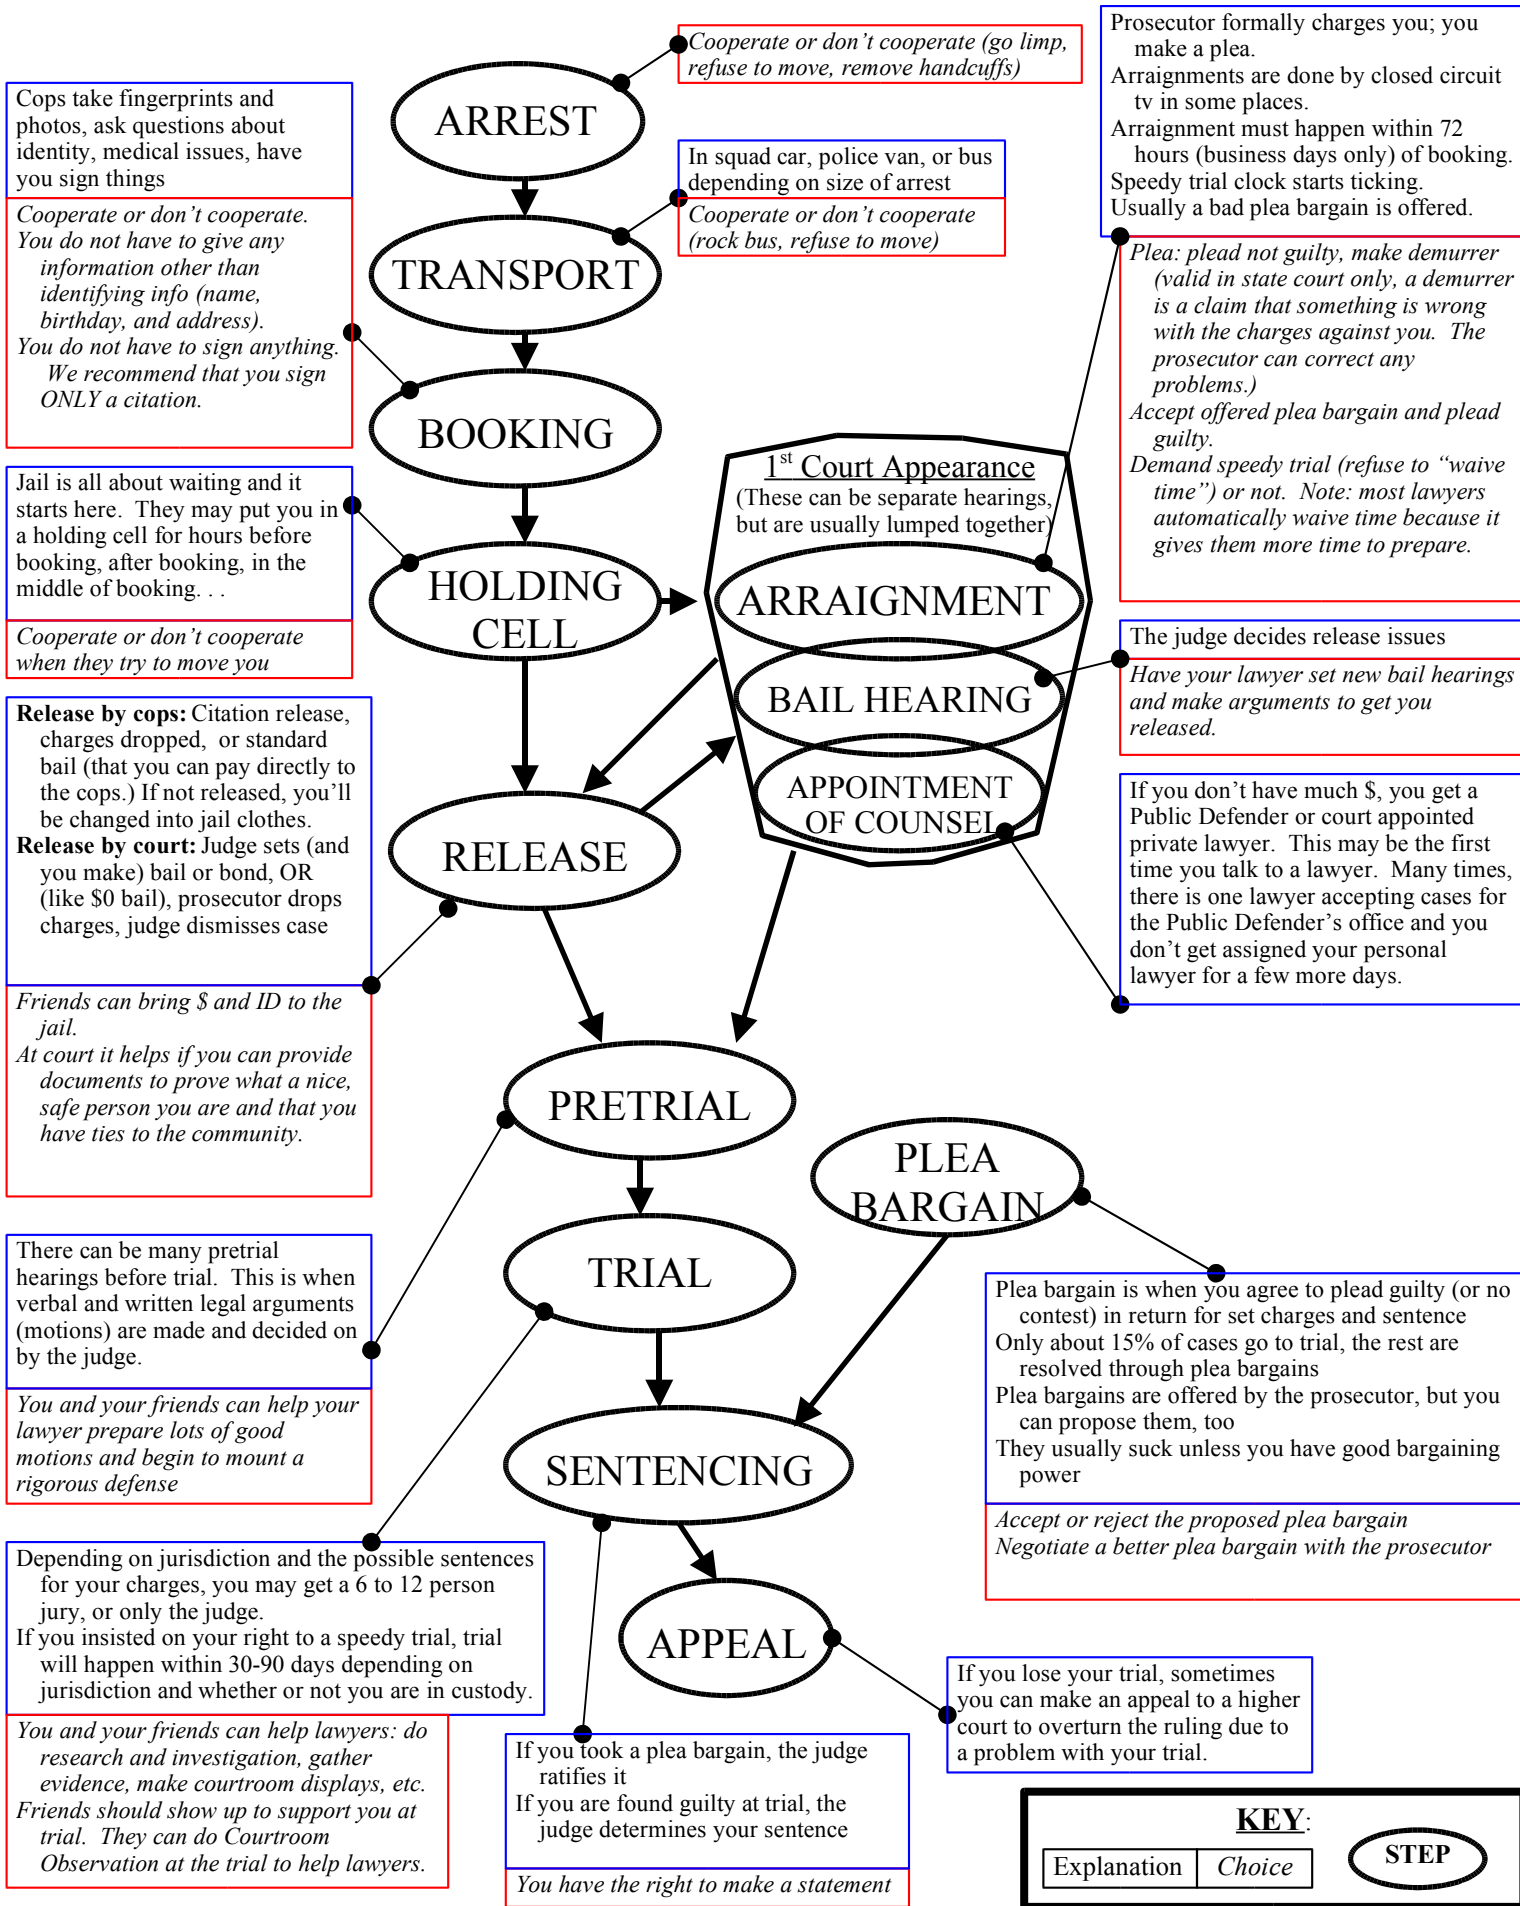 Cooperate or don't cooperate (go limp,
refuse to move, remove handcuffs)
Prosecutor formally charges you; you
make a plea.
Arraignments are done by closed circuit
tv in some places.
Arraignment must happen within 72
hours (business days only) of booking.
Speedy trial clock starts ticking.
Usually a bad plea bargain is offered.
Cops take fingerprints and
photos, ask questions about
identity, medical issues, have
you sign things
ARREST
In squad car, police van, or bus
depending on size of arrest
Cooperate or don't cooperate
(rock bus, refuse to move)
Cooperate or don't cooperate.
You do not have to give any
information other than
identifying info (name,
birthday, and address).
You do not have to sign anything.
We recommend that you sign
ONLY a citation.
TRANSPORT
Plea: plead not guilty, make demurrer
(valid in state court only, a demurrer
is a claim that something is wrong
with the charges against you.  The
prosecutor can correct any
problems.)
Accept offered plea bargain and plead
guilty.
Demand speedy trial (refuse to “waive
time”) or not.  Note: most lawyers
automatically waive time because it
gives them more time to prepare.
BOOKING
Jail is all about waiting and it
starts here.  They may put you in
a holding cell for hours before
booking, after booking, in the
middle of booking. . .
Cooperate or don't cooperate
when they try to move you
HOLDING
CELL
1st Court Appearance
(These can be separate hearings,
but are usually lumped together)
ARRAIGNMENT
BAIL HEARING
APPOINTMENT
OF COUNSEL
The judge decides release issues
Have your lawyer set new bail hearings
and make arguments to get you
released.
Release by cops: Citation release,
charges dropped,  or standard
bail (that you can pay directly to
the cops.) If not released, you'll
be changed into jail clothes.
Release by court: Judge sets (and
you make) bail or bond, OR
(like $0 bail), prosecutor drops
charges, judge dismisses case
Friends can bring $ and ID to the
jail.
At court it helps if you can provide
documents to prove what a nice,
safe person you are and that you
have ties to the community.
RELEASE
If you don't have much $, you get a
Public Defender or court appointed
private lawyer.  This may be the first
time you talk to a lawyer.  Many times,
there is one lawyer accepting cases for
the Public Defender's office and you
don't get assigned your personal
lawyer for a few more days.
PRETRIAL
PLEA
BARGAIN
There can be many pretrial
hearings before trial.  This is when
verbal and written legal arguments
(motions) are made and decided on
by the judge.
You and your friends can help your
lawyer prepare lots of good
motions and begin to mount a
rigorous defense
TRIAL
Plea bargain is when you agree to plead guilty (or no
contest) in return for set charges and sentence
Only about 15% of cases go to trial, the rest are
resolved through plea bargains
Plea bargains are offered by the prosecutor, but you
can propose them, too
They usually suck unless you have good bargaining
power
Accept or reject the proposed plea bargain
Negotiate a better plea bargain with the prosecutor
SENTENCING
Depending on jurisdiction and the possible sentences
for your charges, you may get a 6 to 12 person
jury, or only the judge.
If you insisted on your right to a speedy trial, trial
will happen within 30-90 days depending on
jurisdiction and whether or not you are in custody.
You and your friends can help lawyers: do
research and investigation, gather
evidence, make courtroom displays, etc.
Friends should show up to support you at
trial.  They can do Courtroom
Observation at the trial to help lawyers.
APPEAL
If you lose your trial, sometimes
you can make an appeal to a higher
court to overturn the ruling due to
a problem with your trial.
If you took a plea bargain, the judge
ratifies it
If you are found guilty at trial, the
judge determines your sentence
You have the right to make a statement
KEY:
Explanation
Choice
STEP